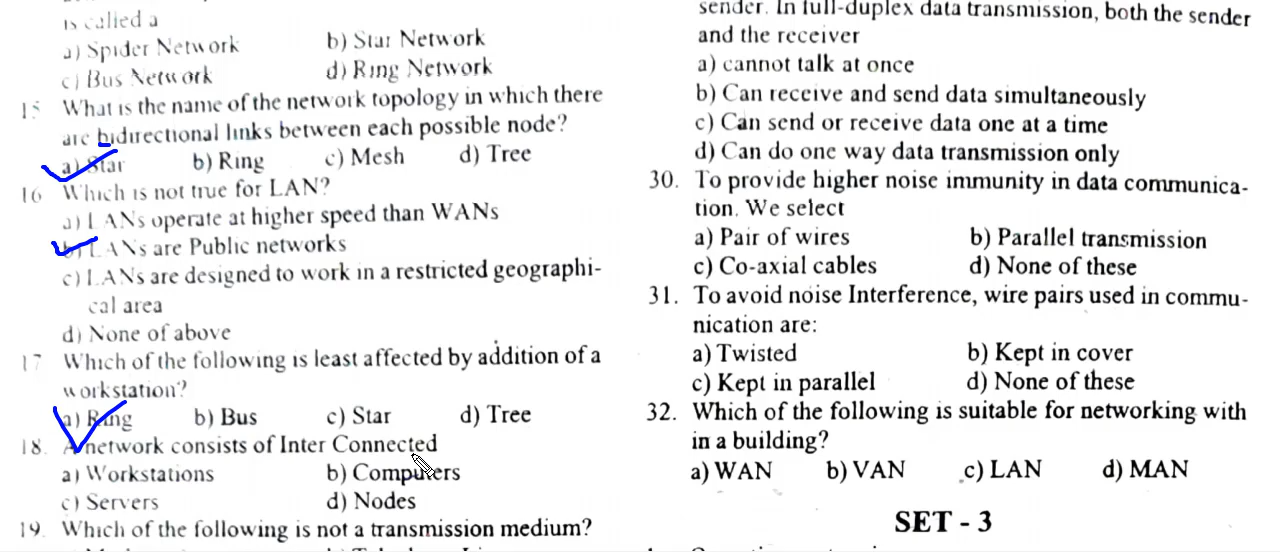 is called a
a) Spider Network b) Star Network
c) Bus Network d) Ring Network
15 What is the name of the network topology in which there
are bidirectional links between each possible node?
a) Star b) Ring c) Mesh d) Tree
16 Which is not true for LAN?
a) LANs operate at higher speed than WANs
b) LANs are Public networks
c) LANs are designed to work in a restricted geographi-
cal area
d) None of above
17 Which of the following is least affected by addition of a
workstation?
a) Ring b) Bus c) Star d) Tree
18. A network consists of Inter Connected
a) Workstations b) Computers
c) Servers d) Nodes
19. Which of the following is not a transmission medium?
sender. In full-duplex data transmission, both the sender
and the receiver
a) cannot talk at once
b) Can receive and send data simultaneously
c) Can send or receive data one at a time
d) Can do one way data transmission only
30. To provide higher noise immunity in data communica-
tion. We select
a) Pair of wires b) Parallel transmission
c) Co-axial cables d) None of these
31. To avoid noise Interference, wire pairs used in commu-
nication are:
a) Twisted b) Kept in cover
c) Kept in parallel d) None of these
32. Which of the following is suitable for networking with
in a building?
a) WAN b) VAN c) LAN d) MAN
SET - 3